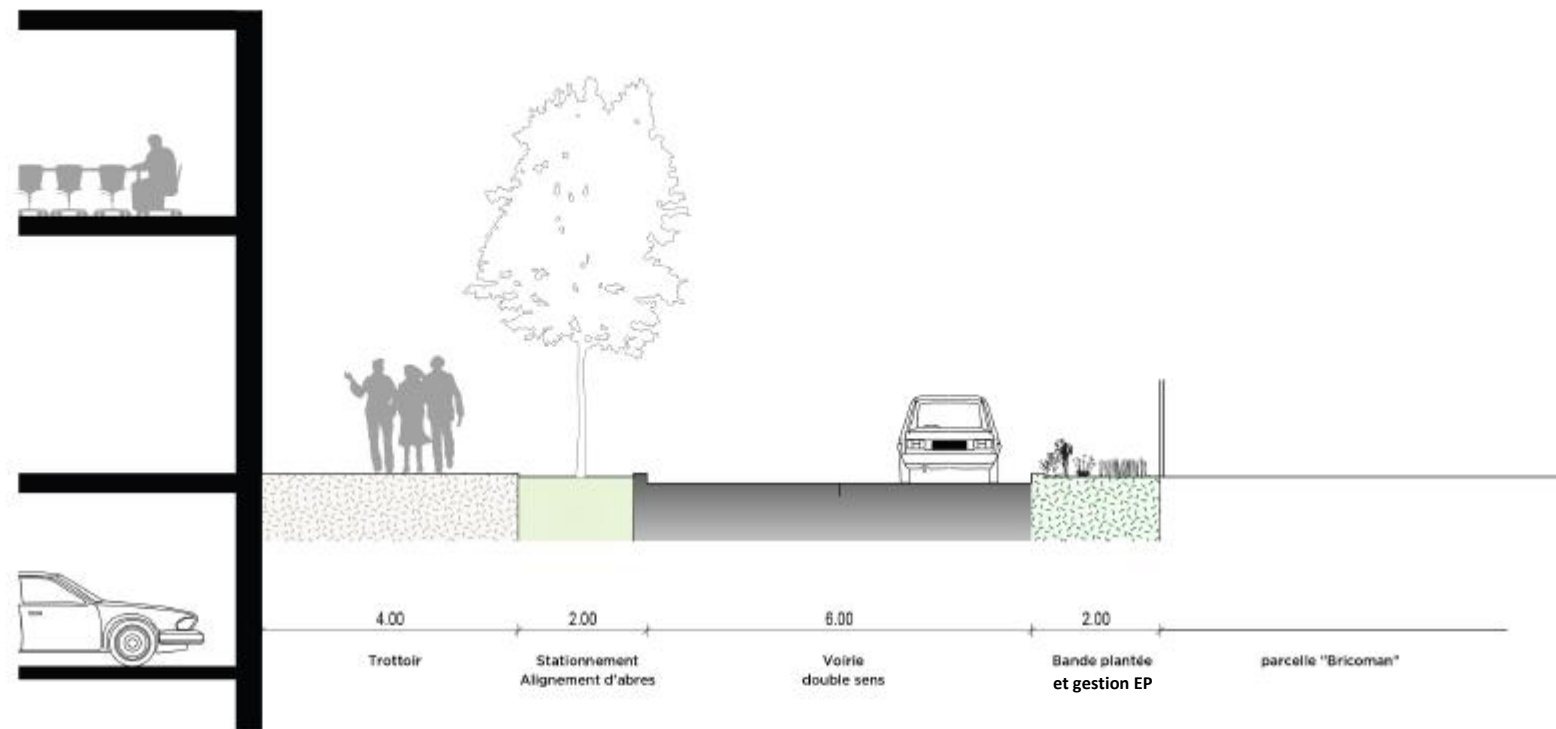 4.00
2.00
6.00
2.00
Trottoir
Stationnement
Alignement d'abres
Voirie
double sens
Bande plantée
et gestion EP
parcelle "Bricoman"